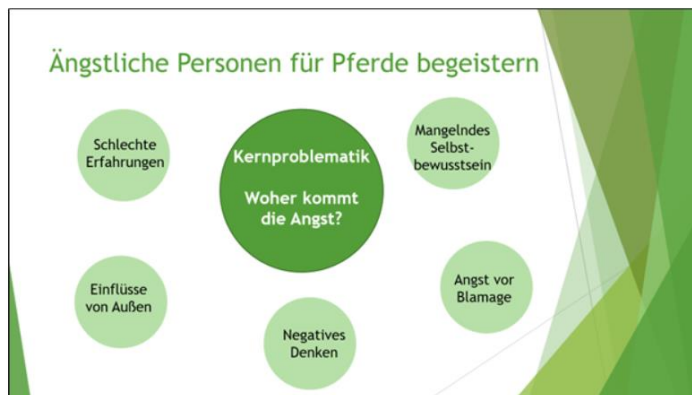 Ängstliche Personen für Pferde begeistern
Schlechte
Erfahrungen
Kernproblematik
Woher kommt
die Angst?
Mangelndes
Selbst-
bewusstsein
Einflüsse
von Außen
Negatives
Denken
Angst vor
Blamage